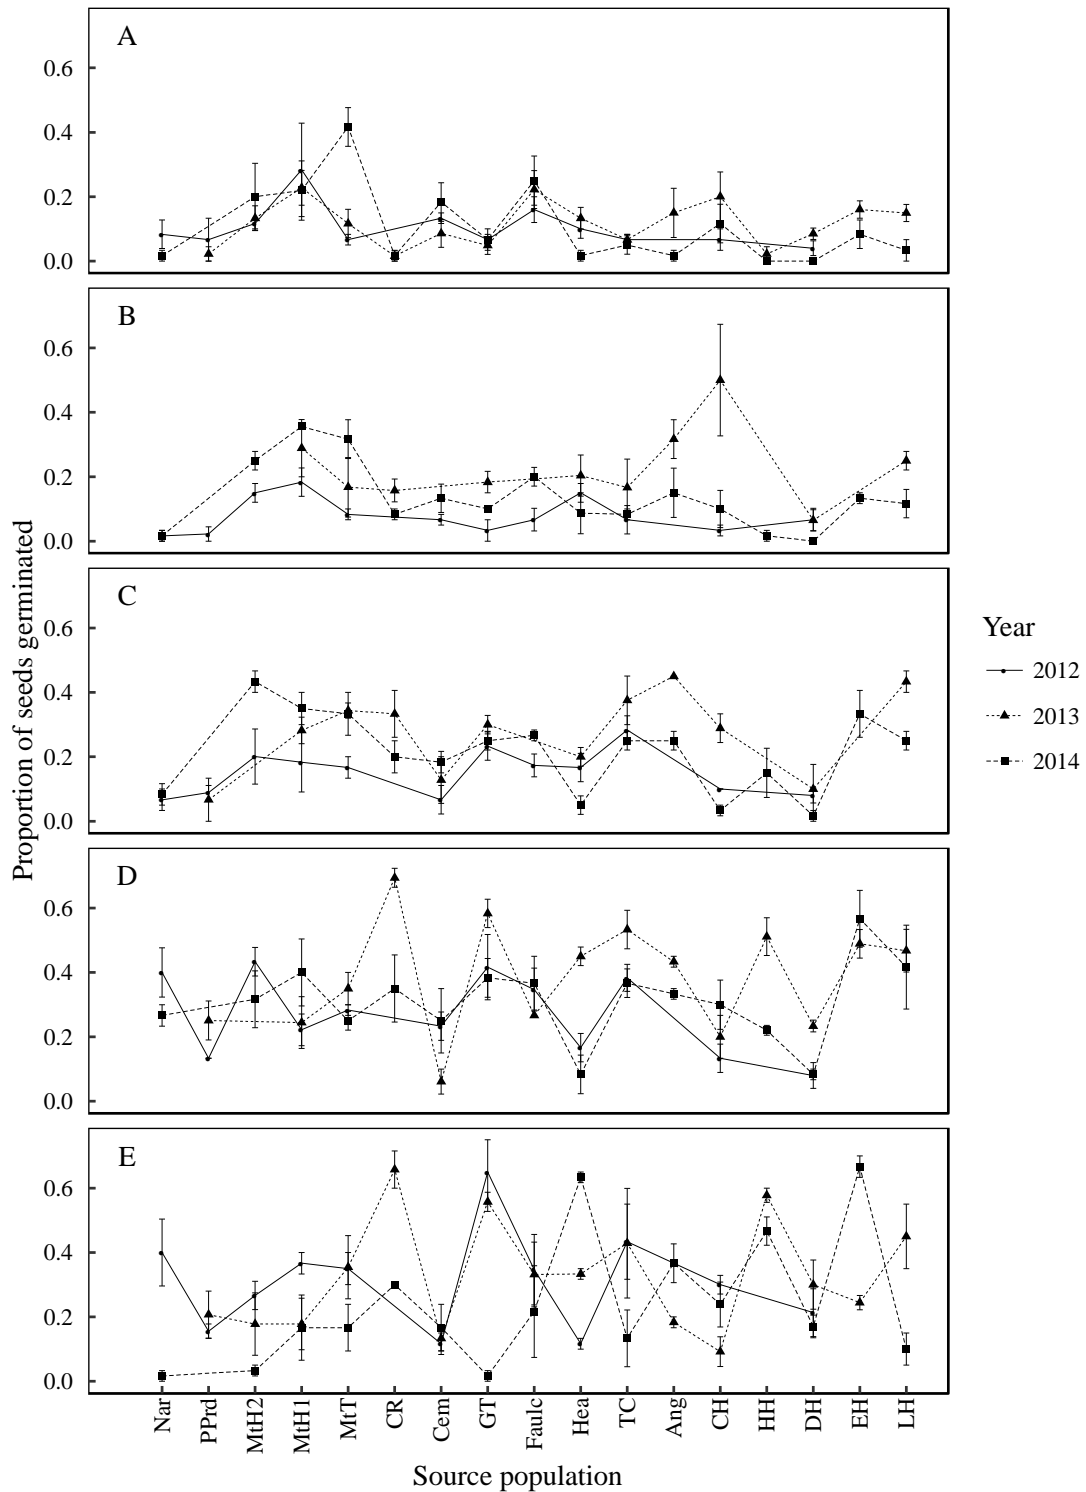 A
0.6
0.4
0.2
0.0
B
0.6
0.4
0.2
0.0
C
0.6
0.4
0.2
0.0
D
0.6
0.4
0.2
0.0
E
0.6
0.4
0.2
0.0
Proportion of seeds germinated
Nar PPrd MtH2 MtH1 MtT CR Cem GT Faulc Hea TC Ang CH HH DH EH LH
Source population
Year
2012
2013
2014